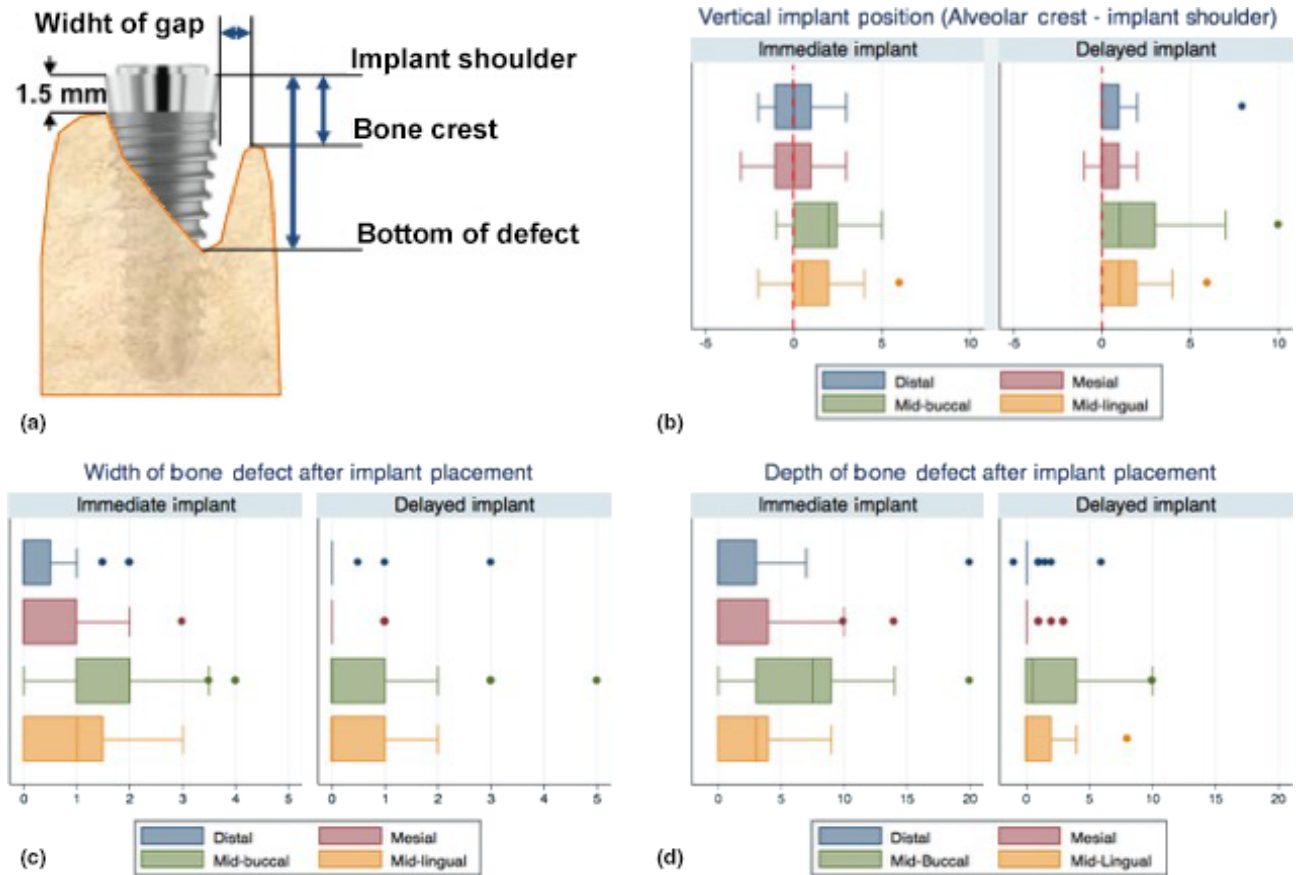 Widht of gap
Implant shoulder
1.5 mm
Bone crest
Bottom of defect
(a)
Vertical implant position (Alveolar crest - implant shoulder)
Immediate implant
Delayed implant
-5 0 5 10
-5 0 5 10
Distal
Mesial
Mid-buccal
Mid-lingual
(b)
Width of bone defect after implant placement
Immediate implant
Delayed implant
0 1 2 3 4 5
0 1 2 3 4 5
Distal
Mesial
Mid-buccal
Mid-lingual
(c)
Depth of bone defect after implant placement
Immediate implant
Delayed implant
0 5 10 15 20
0 5 10 15 20
Distal
Mesial
Mid-Buccal
Mid-Lingual
(d)